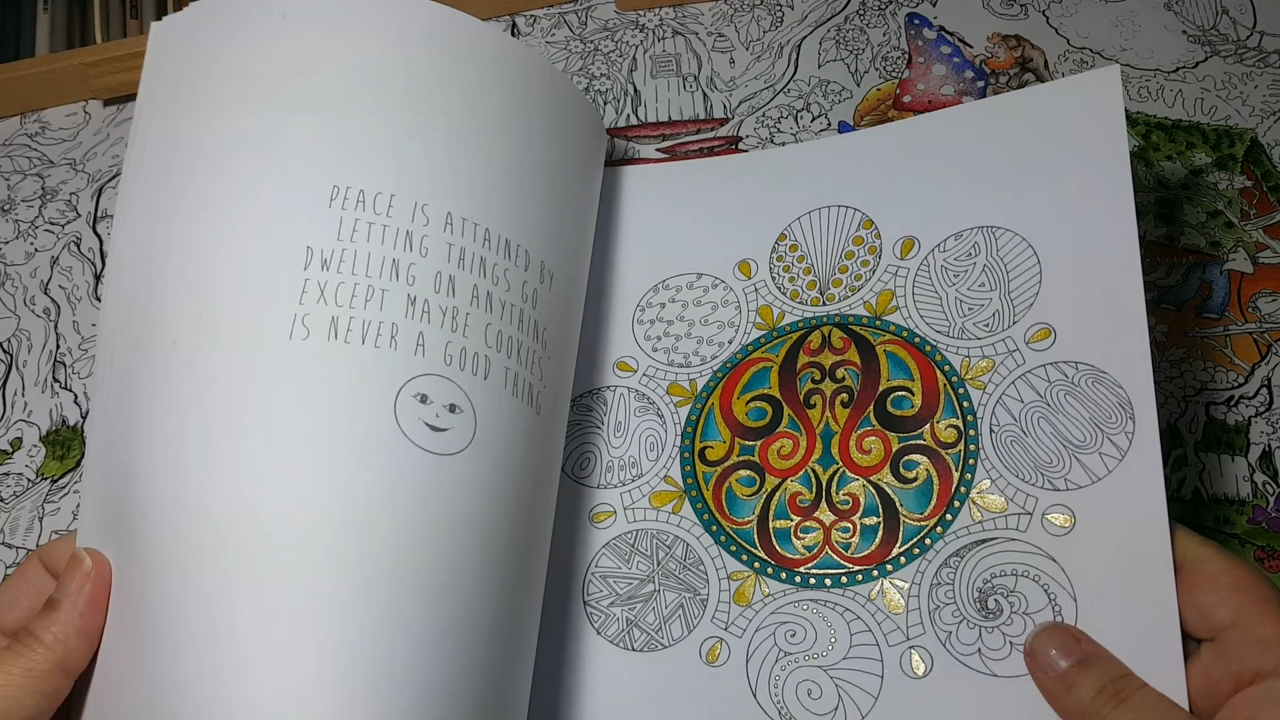 PEACE IS ATTAINED BY
LETTING THINGS GO.
DWELLING ON ANYTHING,
EXCEPT MAYBE COOKIES,
IS NEVER A GOOD THING